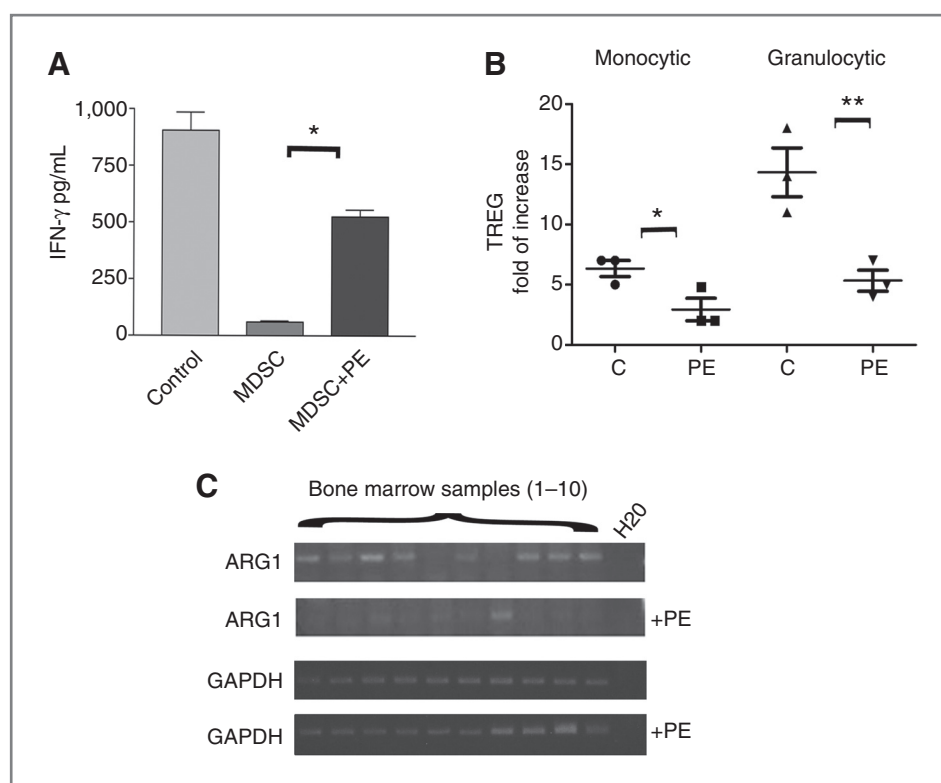 A
IFN-γ pg/mL
1,000
750
500
250
0
*
Control
MDSC
MDSC+PE
B
Monocytic Granulocytic
TREG
fold of increase
20
15
10
5
0
*
**
C PE C PE
C
Bone marrow samples (1–10)
H20
ARG1
ARG1 +PE
GAPDH
GAPDH +PE